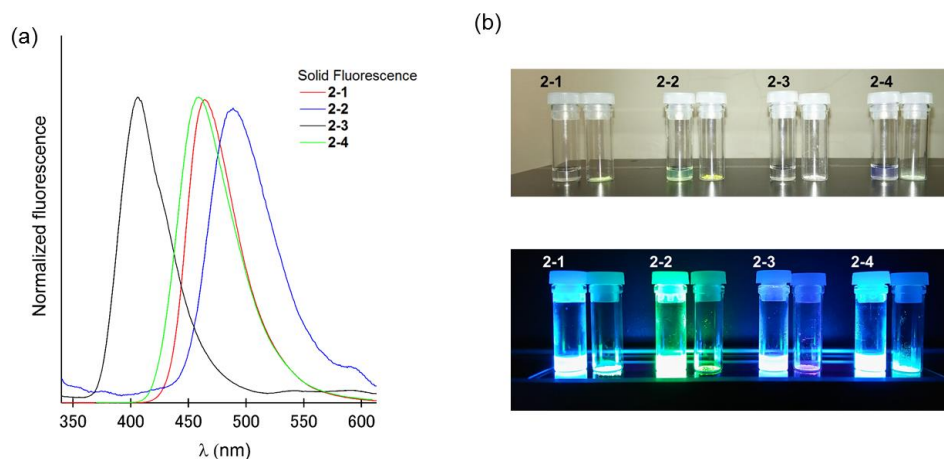 (a)
Normalized fluorescence
Solid Fluorescence
2-1
2-2
2-3
2-4
350 400 450 500 550 600
λ (nm)
(b)
2-1 2-2 2-3 2-4
2-1 2-2 2-3 2-4